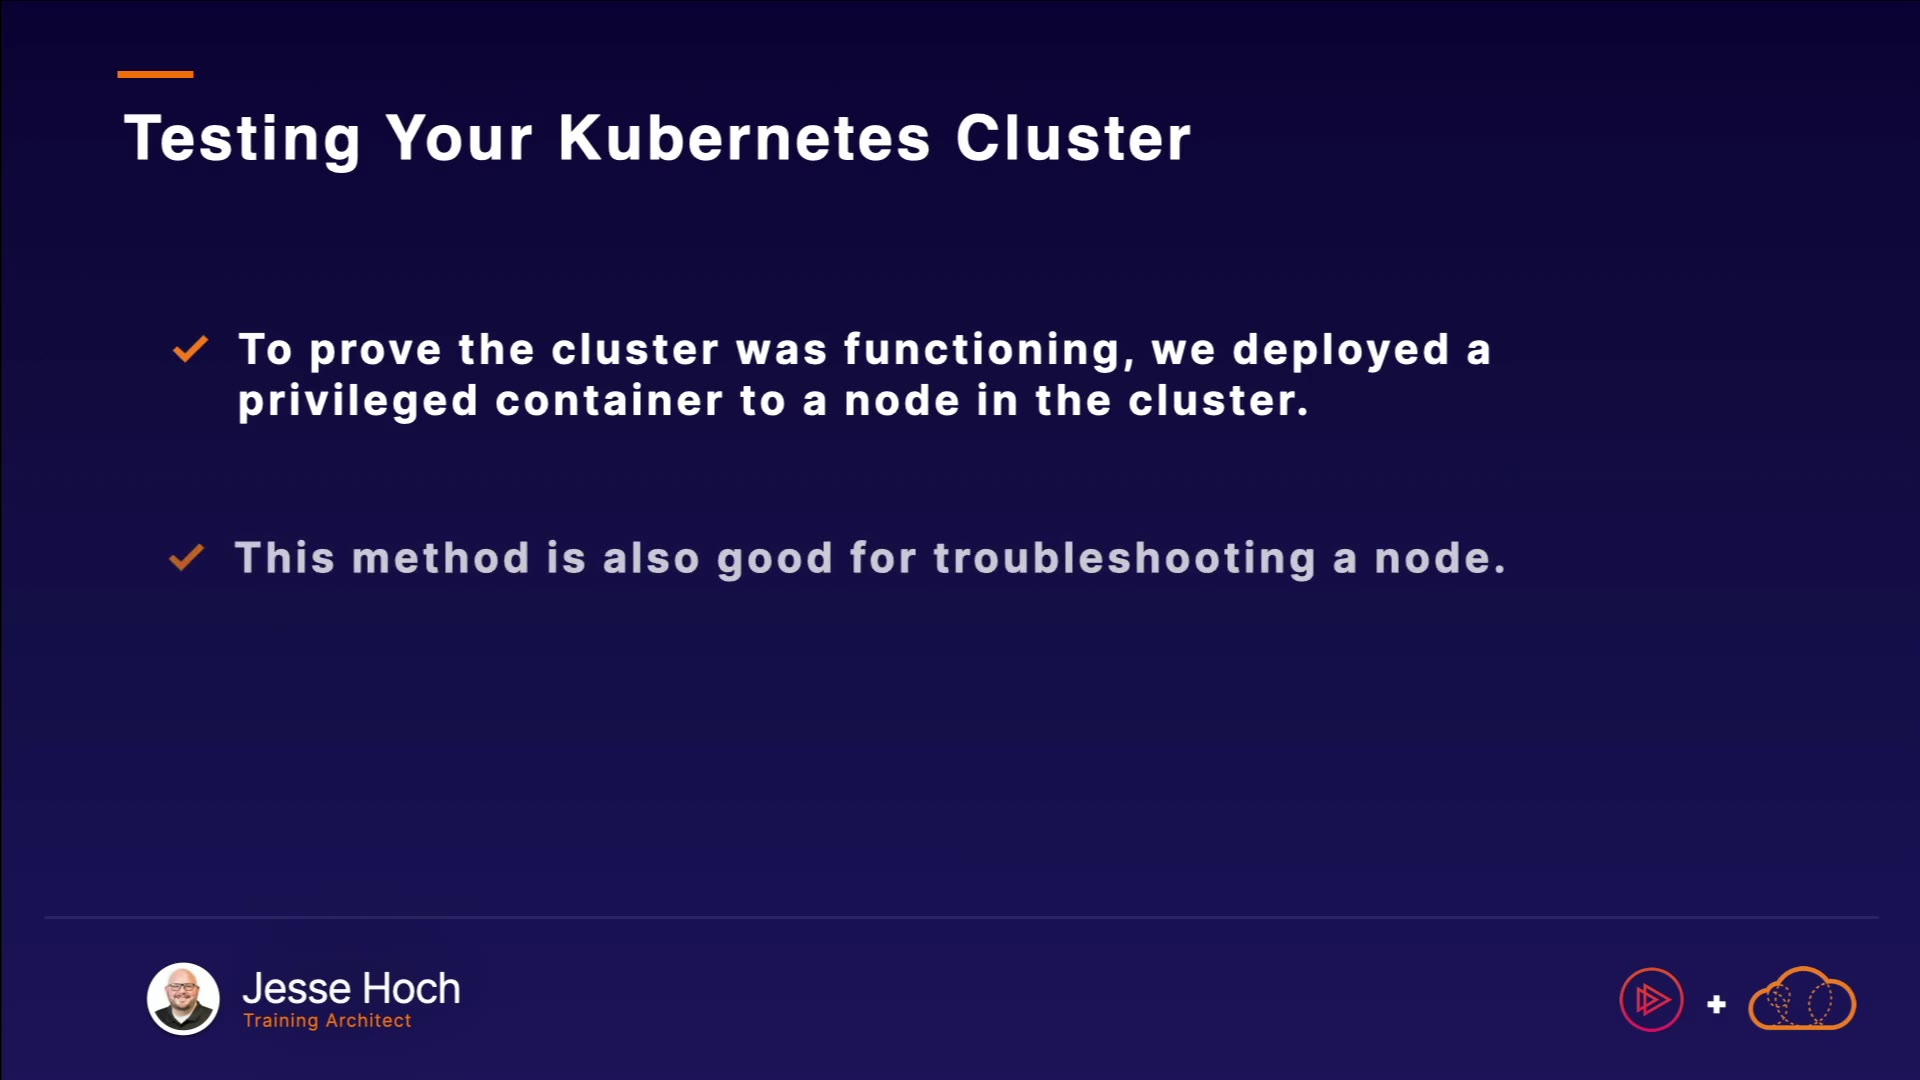 Testing Your Kubernetes Cluster
To prove the cluster was functioning, we deployed a
privileged container to a node in the cluster.
This method is also good for troubleshooting a node.
Jesse Hoch
Training Architect